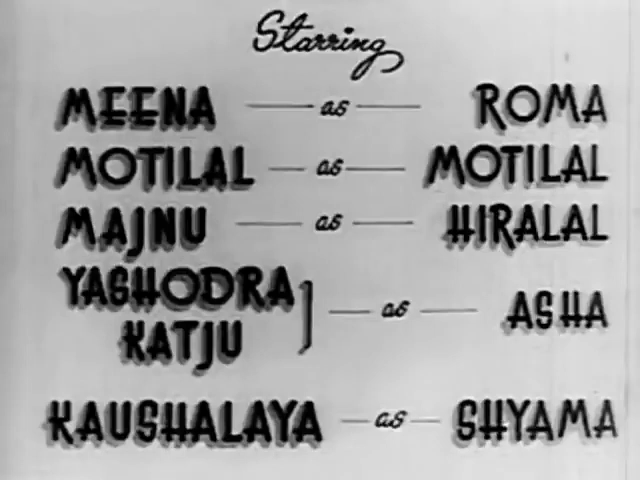 Starring
MEENA — as — ROMA
MOTILAL — as — MOTILAL
MAJNU — as — HIRALAL
YASHODRA
KATJU ] — as — ASHA
KAUSHALAYA — as — SHYAMA